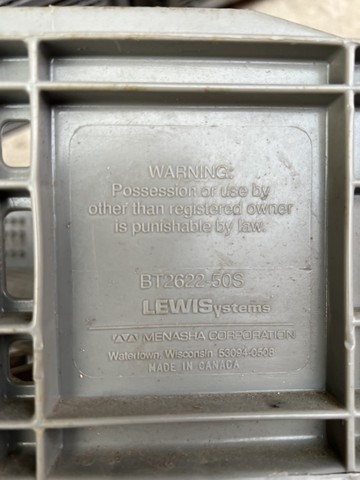 WARNING:
Possession or use by
other than registered owner
is punishable by law.
BT2622-50S
LEWISystems
MENASHA CORPORATION
Watertown, Wisconsin 53094-0508
MADE IN CANADA